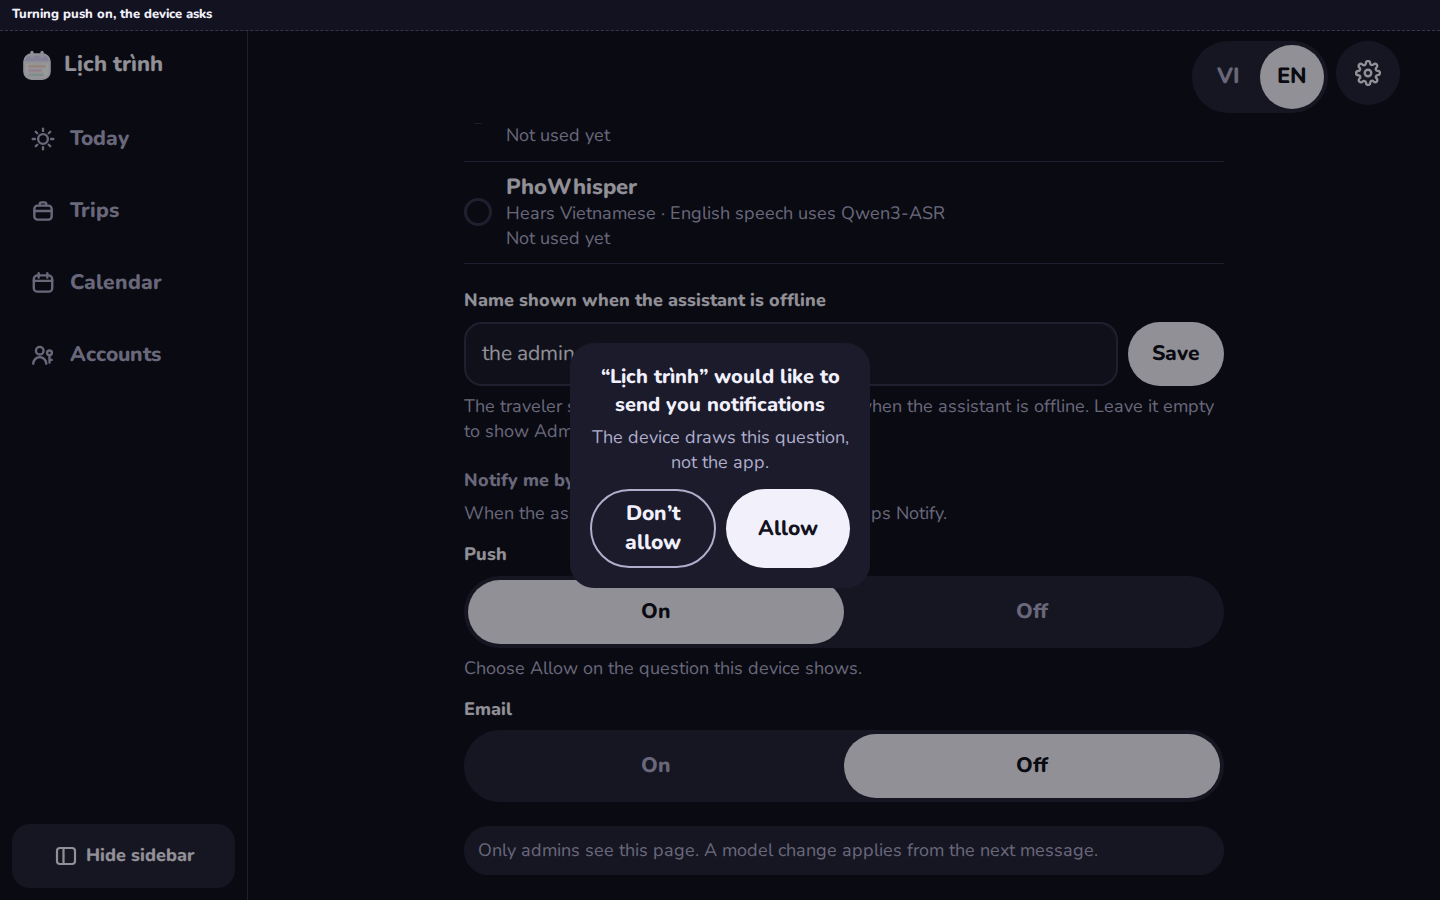 Turning push on, the device asks
Lịch trình
VI
EN
Today
Trips
Calendar
Accounts
Hide sidebar
Not used yet
PhoWhisper
Hears Vietnamese · English speech uses Qwen3-ASR
Not used yet
Name shown when the assistant is offline
the admin
Save
The traveler
when the assistant is offline. Leave it empty
to show
Notify me by
When the
Notify.
“Lịch trình” would like to
send you notifications
The device draws this question,
not the app.
Don’t
allow
Allow
Push
On
Off
Choose Allow on the question this device shows.
Email
On
Off
Only admins see this page. A model change applies from the next message.